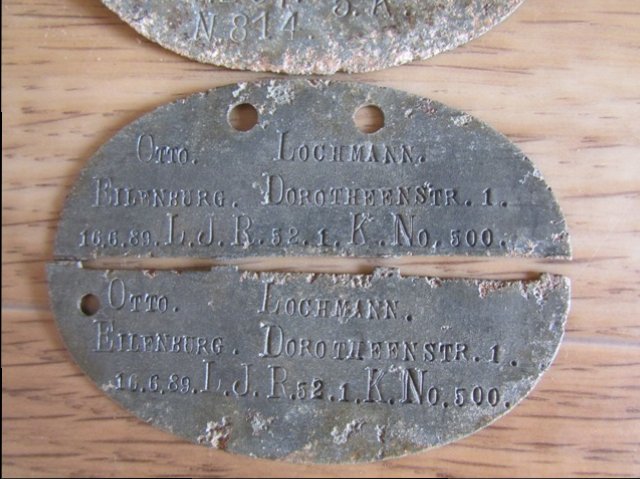 N.814
OTTO. LOCHMANN.
EILENBURG. DOROTHEENSTR. 1.
16.6.89. L. J. R. 52. 1. K. No. 500.
OTTO. LOCHMANN.
EILENBURG. DOROTHEENSTR. 1.
16.6.89. L. J. R. 52. 1. K. No. 500.